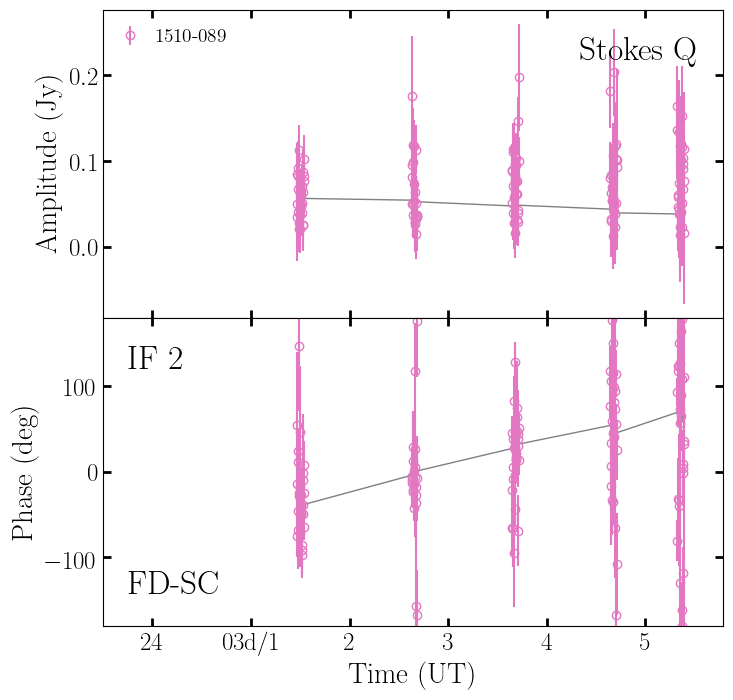 1510-089
Stokes Q
Amplitude (Jy)
0.2
0.1
0.0
IF 2
FD-SC
Phase (deg)
100
0
−100
24
03d/1
2
3
4
5
Time (UT)